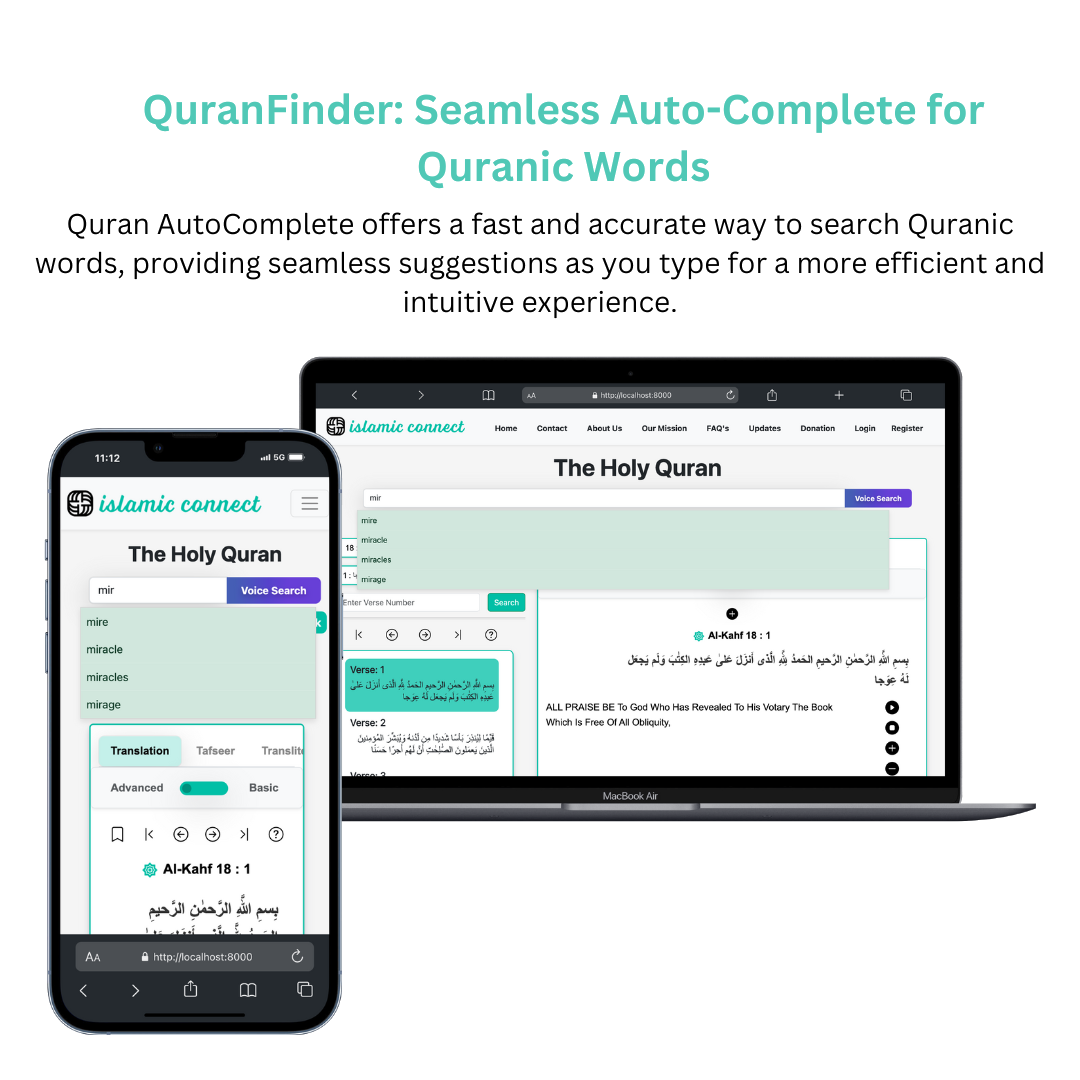 QuranFinder: Seamless Auto-Complete for
Quranic Words
Quran AutoComplete offers a fast and accurate way to search Quranic
words, providing seamless suggestions as you type for a more efficient and
intuitive experience.
AA http://localhost:8000
islamic connect Home Contact About Us Our Mission FAQ's Updates Donation Login Register
The Holy Quran
mir Voice Search
mire
miracle
miracles
mirage
18 :
1 :
Enter Verse Number Search
Al-Kahf 18 : 1
بِسمِ اللَّهِ الرَّحمٰنِ الرَّحيمِ الحَمدُ لِلَّهِ الَّذى أَنزَلَ عَلىٰ عَبدِهِ الكِتٰبَ وَلَم يَجعَل
لَهُ عِوَجا
ALL PRAISE BE To God Who Has Revealed To His Votary The Book
Which Is Free Of All Obliquity,
Verse: 1
بِسمِ اللَّهِ الرَّحمٰنِ الرَّحيمِ الحَمدُ لِلَّهِ الَّذى أَنزَلَ عَلىٰ
عَبدِهِ الكِتٰبَ وَلَم يَجعَل لَهُ عِوَجا
Verse: 2
قَيِّمًا لِيُنذِرَ بَأسًا شَديدًا مِن لَدُنهُ وَيُبَشِّرَ المُؤمِنينَ
الَّذينَ يَعمَلونَ الصّٰلِحٰتِ أَنَّ لَهُم أَجرًا حَسَنًا
Verse: 3
MacBook Air
11:12 5G
islamic connect
The Holy Quran
mir Voice Search
k
mire
miracle
miracles
mirage
Translation Tafseer Translite
Advanced Basic
Al-Kahf 18 : 1
بِسمِ اللَّهِ الرَّحمٰنِ الرَّحيمِ
AA http://localhost:8000